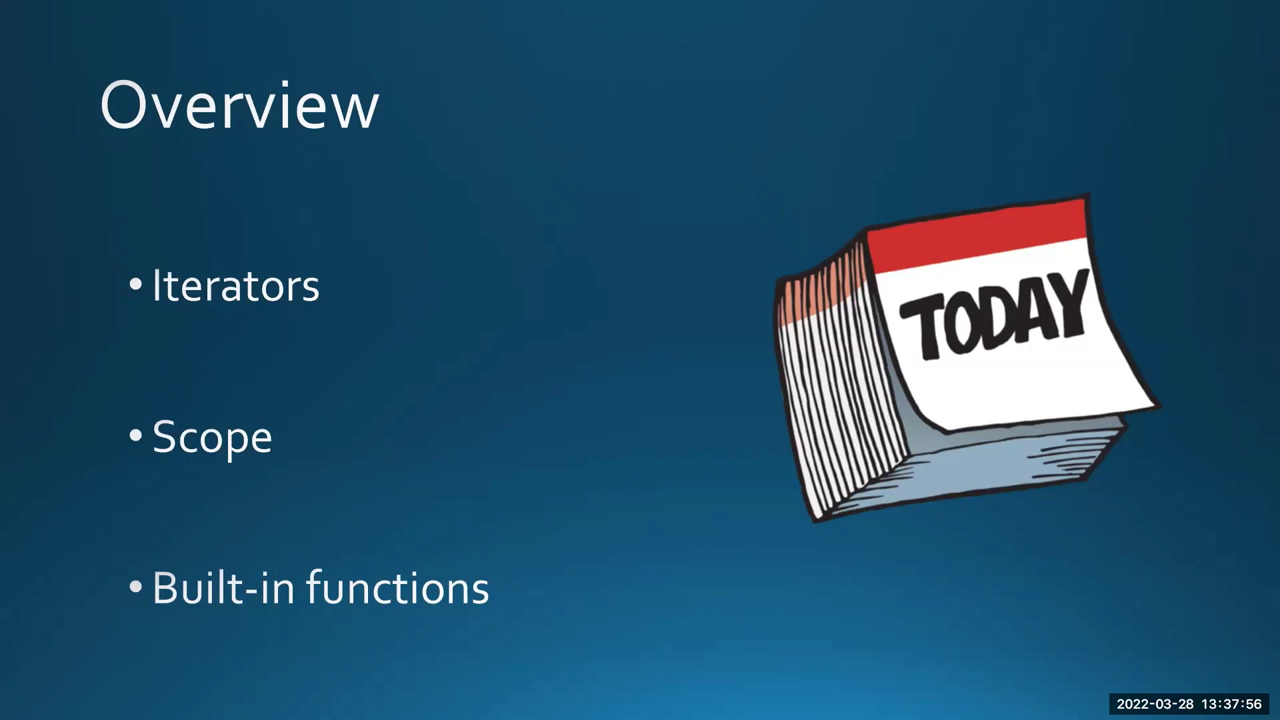 Overview
• Iterators
• Scope
• Built-in functions
TODAY
2022-03-28 13:37:56